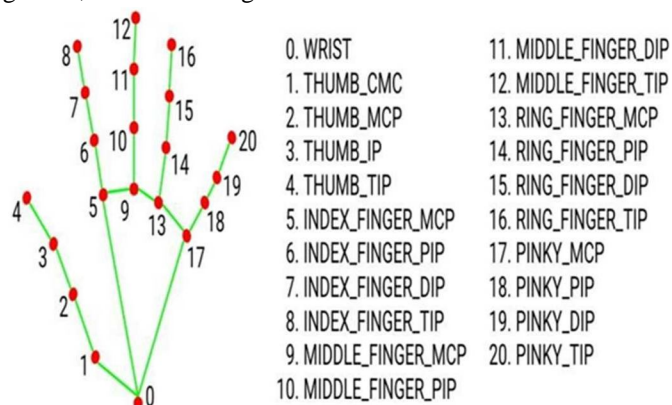 12
8
16
11
7
15
10
20
6
14
19
4
5
9
13
18
3
17
2
1
0
0. WRIST
1. THUMB_CMC
2. THUMB_MCP
3. THUMB_IP
4. THUMB_TIP
5. INDEX_FINGER_MCP
6. INDEX_FINGER_PIP
7. INDEX_FINGER_DIP
8. INDEX_FINGER_TIP
9. MIDDLE_FINGER_MCP
10. MIDDLE_FINGER_PIP
11. MIDDLE_FINGER_DIP
12. MIDDLE_FINGER_TIP
13. RING_FINGER_MCP
14. RING_FINGER_PIP
15. RING_FINGER_DIP
16. RING_FINGER_TIP
17. PINKY_MCP
18. PINKY_PIP
19. PINKY_DIP
20. PINKY_TIP